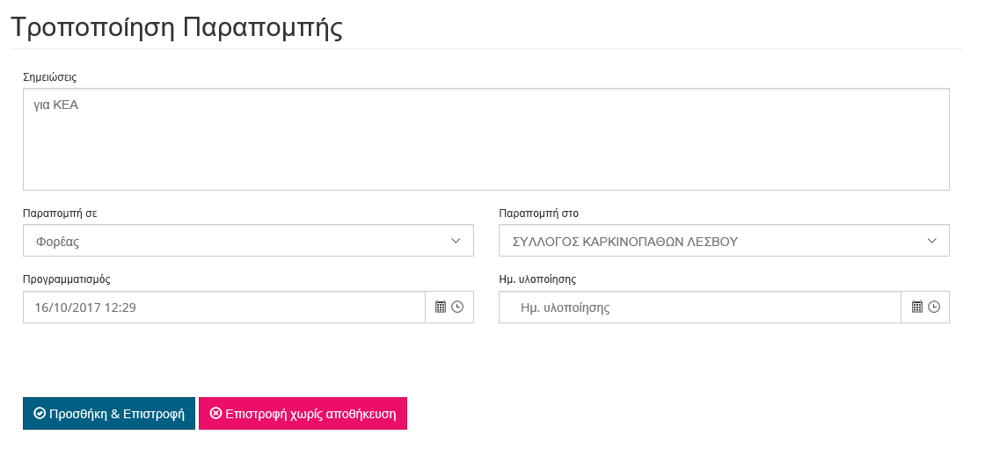 Τροποποίηση Παραπομπής
Σημειώσεις
για ΚΕΑ
Παραπομπή σε
Παραπομπή στο
Φορέας
ΣΥΛΛΟΓΟΣ ΚΑΡΚΙΝΟΠΑΘΩΝ ΛΕΣΒΟΥ
Προγραμματισμός
Ημ. υλοποίησης
16/10/2017 12:29
Ημ. υλοποίησης
Προσθήκη & Επιστροφή
Επιστροφή χωρίς αποθήκευση